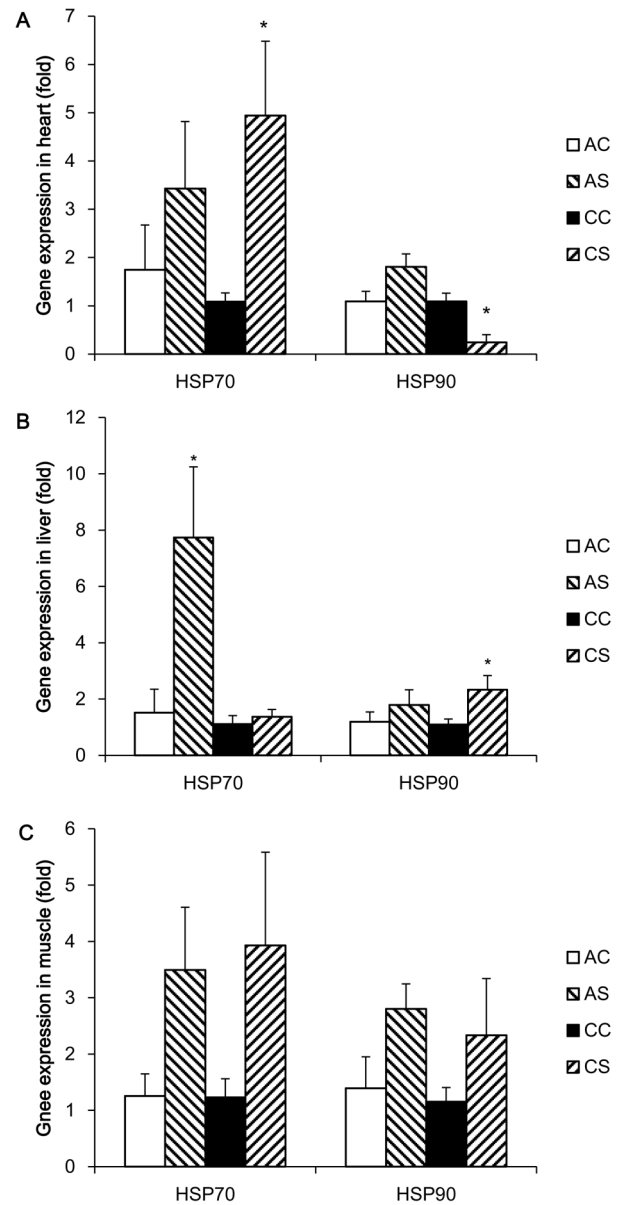 A
Gene expression in heart (fold)
7
6
5
4
3
2
1
0
*
*
HSP70
HSP90
AC
AS
CC
CS
B
Gene expression in liver (fold)
12
10
8
6
4
2
0
*
*
HSP70
HSP90
AC
AS
CC
CS
C
Gnee expression in muscle (fold)
6
5
4
3
2
1
0
HSP70
HSP90
AC
AS
CC
CS